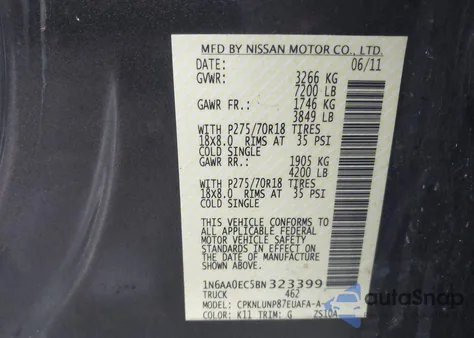 MFD BY NISSAN MOTOR CO., LTD.
DATE: 06/11
GVWR: 3266 KG
7200 LB
GAWR FR.: 1746 KG
3849 LB
WITH P275/70R18 TIRES
18x8.0 RIMS AT 35 PSI
COLD SINGLE
GAWR RR.: 1905 KG
4200 LB
WITH P275/70R18 TIRES
18x8.0 RIMS AT 35 PSI
COLD SINGLE
THIS VEHICLE CONFORMS TO
ALL APPLICABLE FEDERAL
MOTOR VEHICLE SAFETY
STANDARDS IN EFFECT ON
THE DATE OF MANUFACTURE
SHOWN ABOVE.
1N6AA0EC5BN323399
TRUCK 462
MODEL: CPKNLUNP87EUAFA-A
COLOR: K11 TRIM: G ZS10A
autoSnap